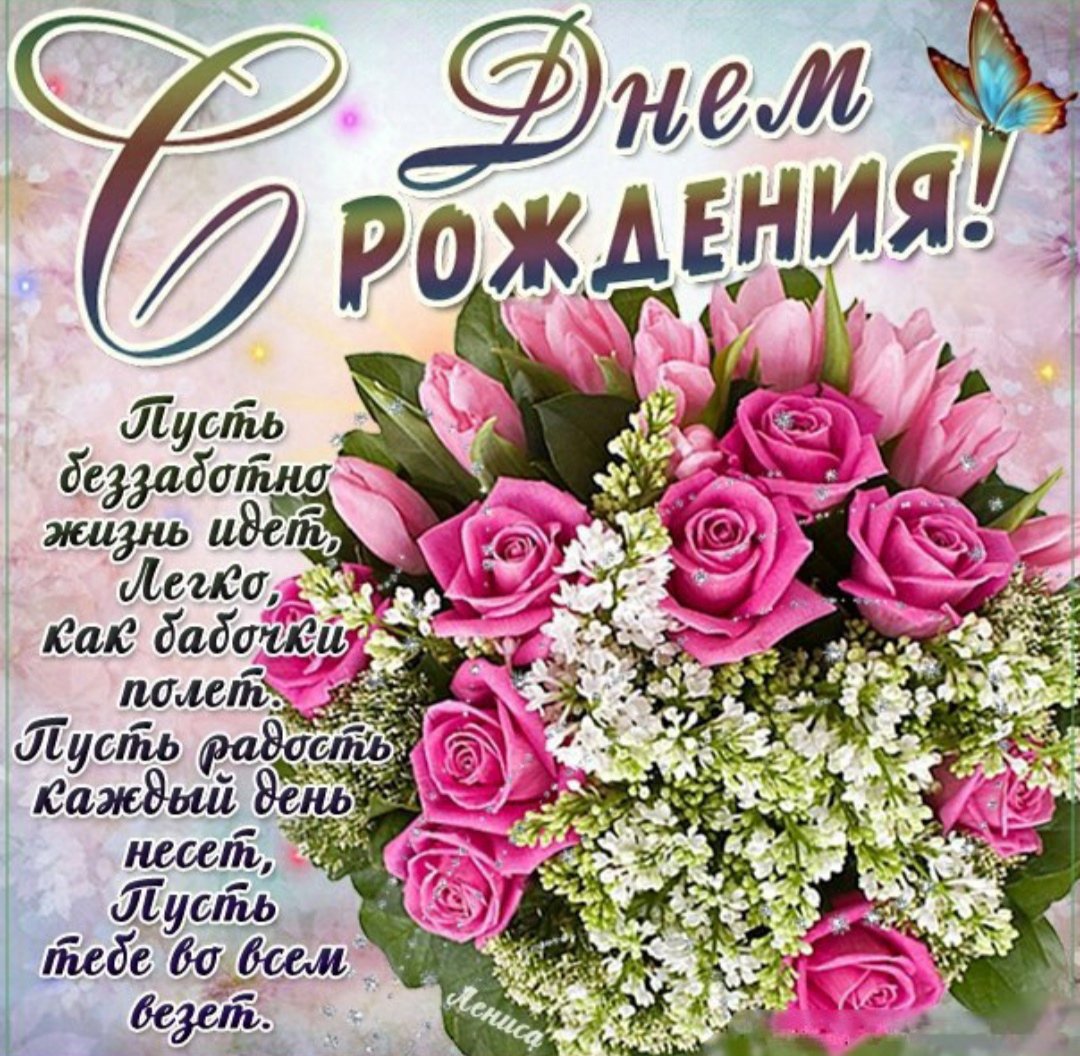 С Днем
РОЖДЕНИЯ!
Пусть
беззаботно
жизнь идет,
Легко,
как бабочки
полет.
Пусть радость
каждый день
несет,
Пусть
тебе во всем
везет.
Лениса